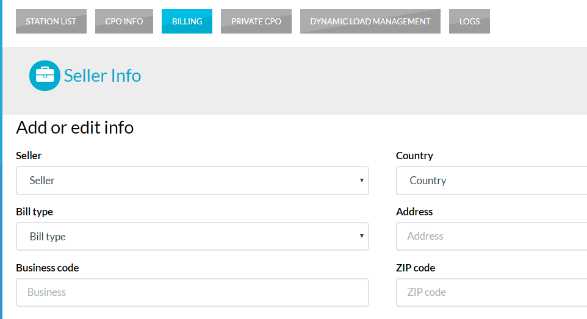 STATION LIST CPO INFO BILLING PRIVATE CPO DYNAMIC LOAD MANAGEMENT LOGS
Seller Info
Add or edit info
Seller Country
Seller Country
Bill type Address
Bill type Address
Business code ZIP code
Business ZIP code